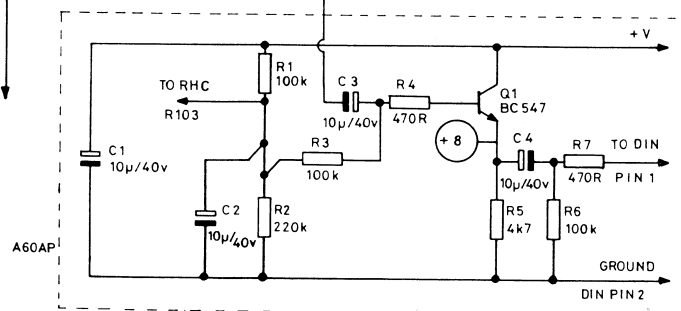 +V
R1
100k
TO RHC
R103
C3
10µ/40v
R4
470R
Q1
BC547
+8
C4
10µ/40v
R7
470R
TO DIN
PIN 1
C1
10µ/40v
R3
100k
C2
10µ/40v
R2
220k
R5
4k7
R6
100k
A60AP
GROUND
DIN PIN2